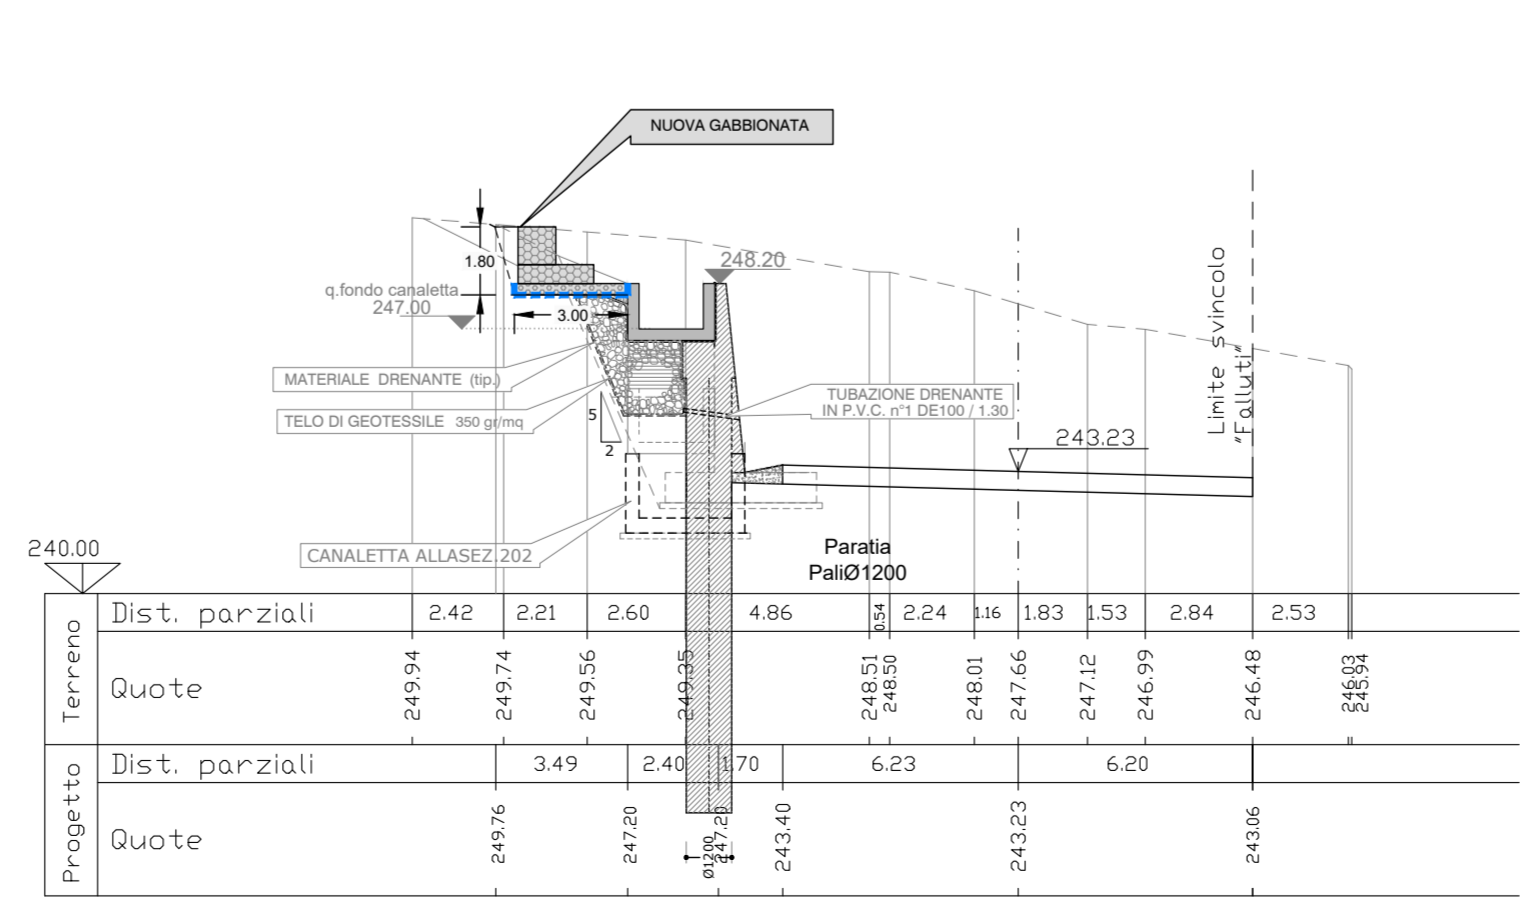 NUOVA GABBIONATA
1.80
248.20
q.fondo canaletta
247.00
3.00
Limite svincolo
"Falluti"
MATERIALE DRENANTE (tip.)
TUBAZIONE DRENANTE
IN P.V.C. n°1 DE100 / 1.30
TELO DI GEOTESSILE 350 gr/mq
5
2
243.23
CANALETTA ALLASEZ.202
240.00
Paratia
PaliØ1200
Terreno
Dist. parziali 2.42 2.21 2.60 4.86 0.54 2.24 1.16 1.83 1.53 2.84 2.53
Quote 249.94 249.74 249.56 249.35 248.51 248.50 248.01 247.66 247.12 246.99 246.48 246.03 245.94
Progetto
Dist. parziali 3.49 2.40 1.70 6.23 6.20
Quote 249.76 247.20 247.20 243.40 243.23 243.06
Ø1200